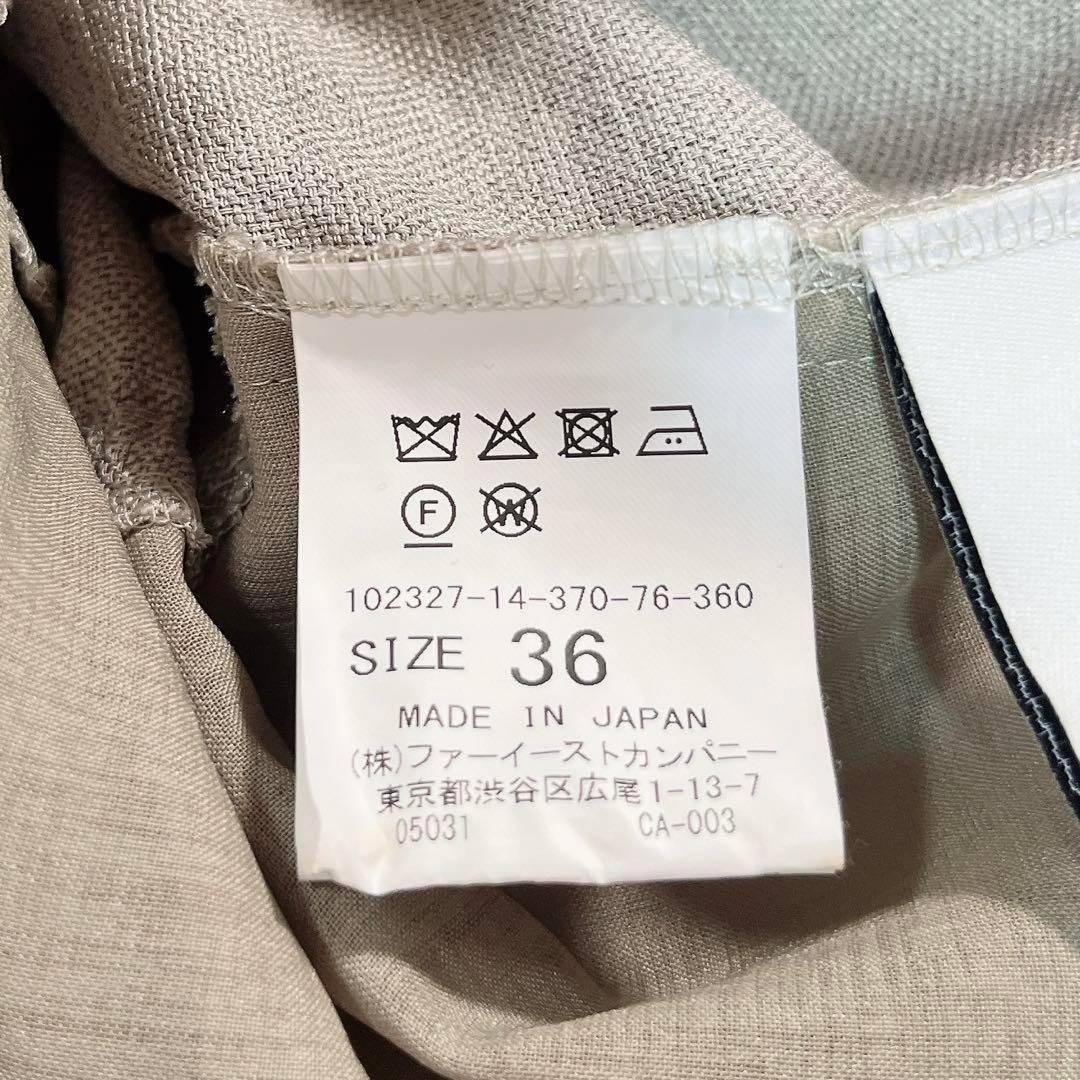 F
W
102327-14-370-76-360
SIZE 36
MADE IN JAPAN
(株)ファーイーストカンパニー
東京都渋谷区広尾1-13-7
05031 CA-003